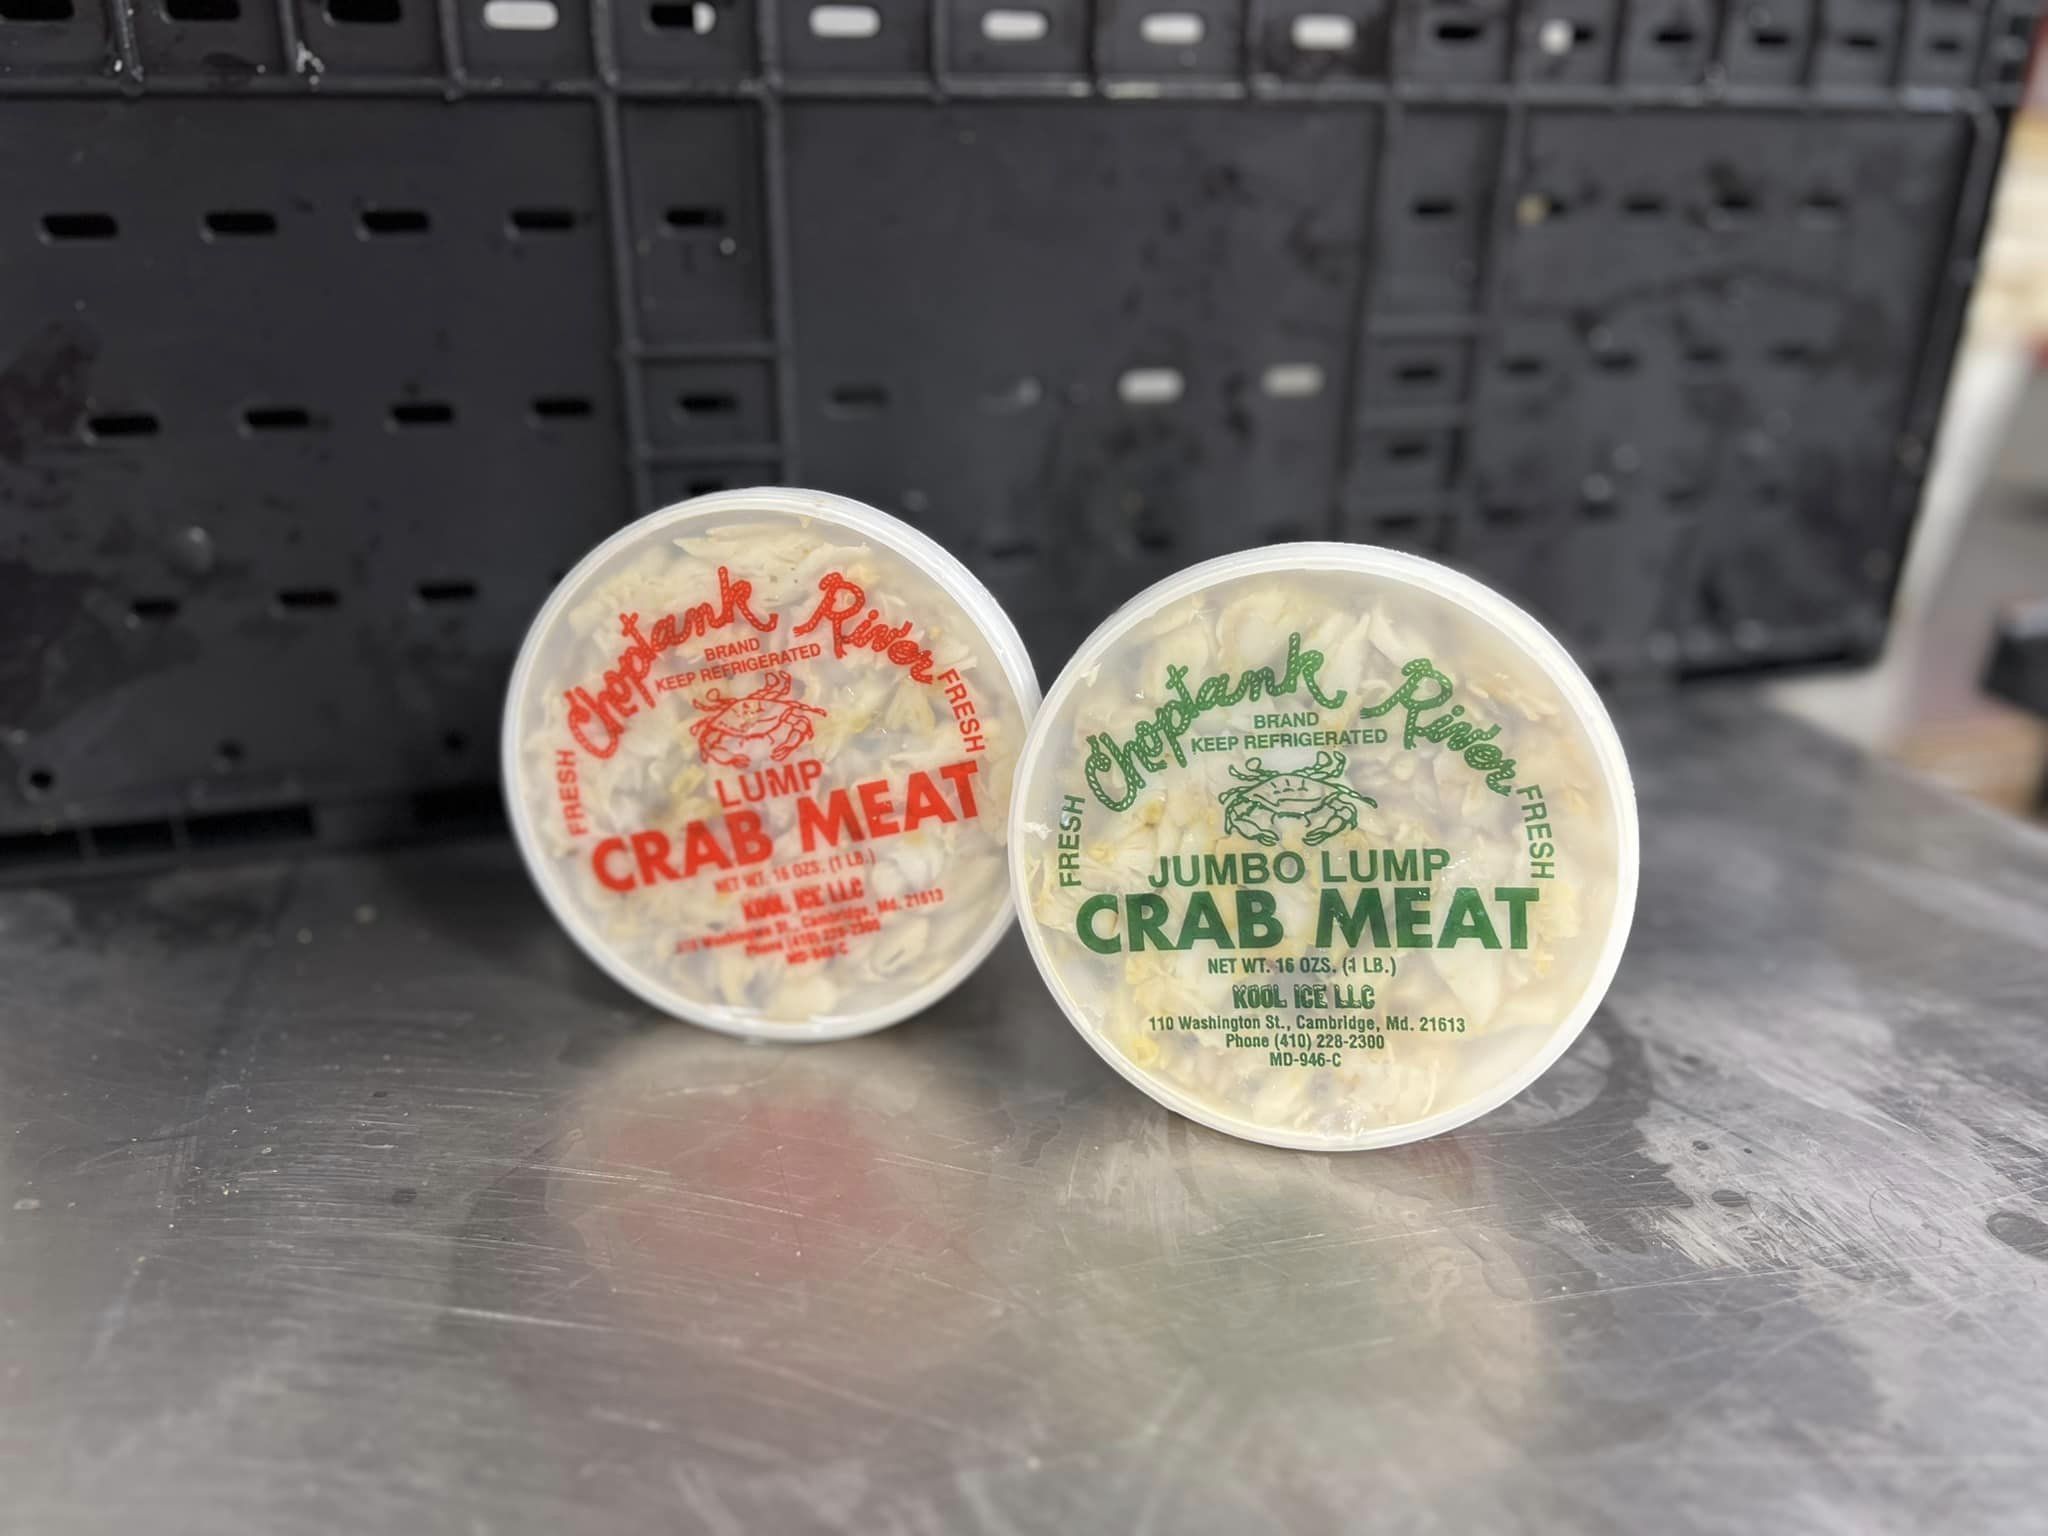 Choptank River
BRAND
KEEP REFRIGERATED
FRESH
FRESH
LUMP
CRAB MEAT
NET WT. 16 OZS. (1 LB.)
KOOL ICE LLC
110 Washington St., Cambridge, Md. 21613
Phone (410) 228-2300
MD-946-C
Choptank River
BRAND
KEEP REFRIGERATED
FRESH
FRESH
JUMBO LUMP
CRAB MEAT
NET WT. 16 OZS. (1 LB.)
KOOL ICE LLC
110 Washington St., Cambridge, Md. 21613
Phone (410) 228-2300
MD-946-C